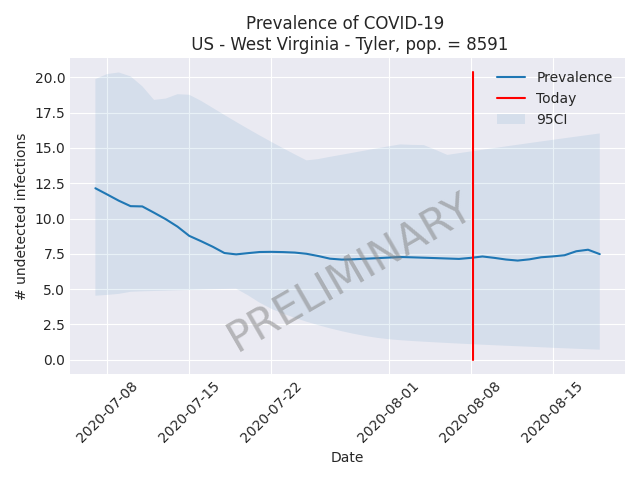 Prevalence of COVID-19
US - West Virginia - Tyler, pop. = 8591
20.0
17.5
15.0
12.5
10.0
7.5
5.0
2.5
0.0
# undetected infections
Prevalence
Today
95CI
PRELIMINARY
2020-07-08
2020-07-15
2020-07-22
2020-08-01
2020-08-08
2020-08-15
Date